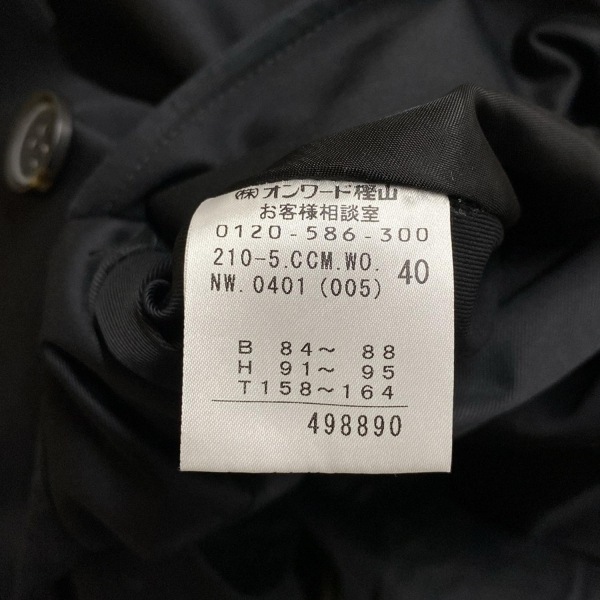 (株)オンワード樫山
お客様相談室
0120-586-300
210-5.CCM.WO. 40
NW.0401(005)
B 84～ 88
H 91～ 95
T158～164
498890